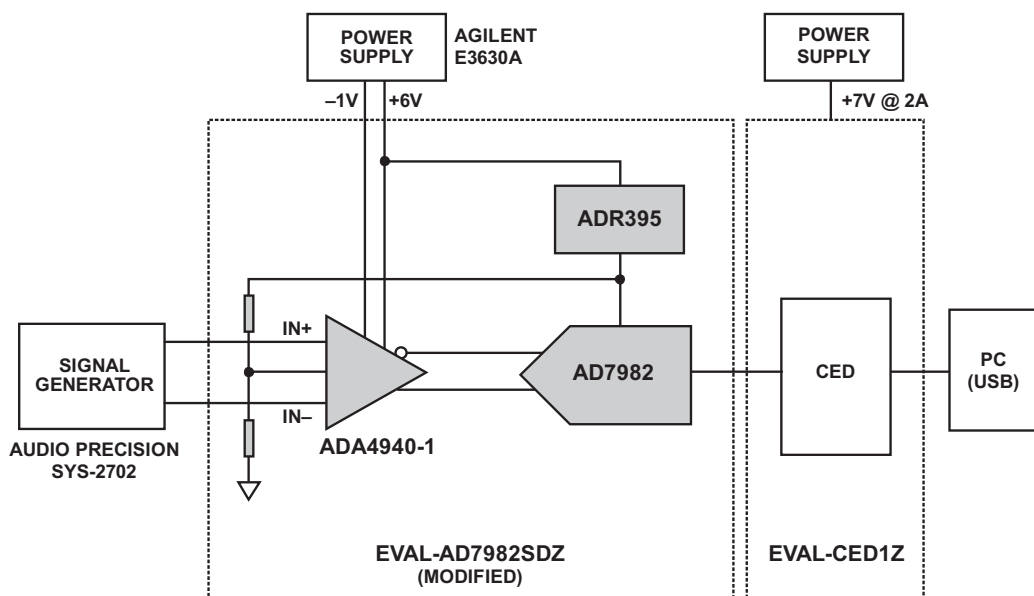 POWER
SUPPLY
AGILENT
E3630A
–1V
+6V
POWER
SUPPLY
+7V @ 2A
ADR395
IN+
SIGNAL
GENERATOR
AD7982
CED
PC
(USB)
IN–
ADA4940-1
AUDIO PRECISION
SYS-2702
EVAL-AD7982SDZ
(MODIFIED)
EVAL-CED1Z